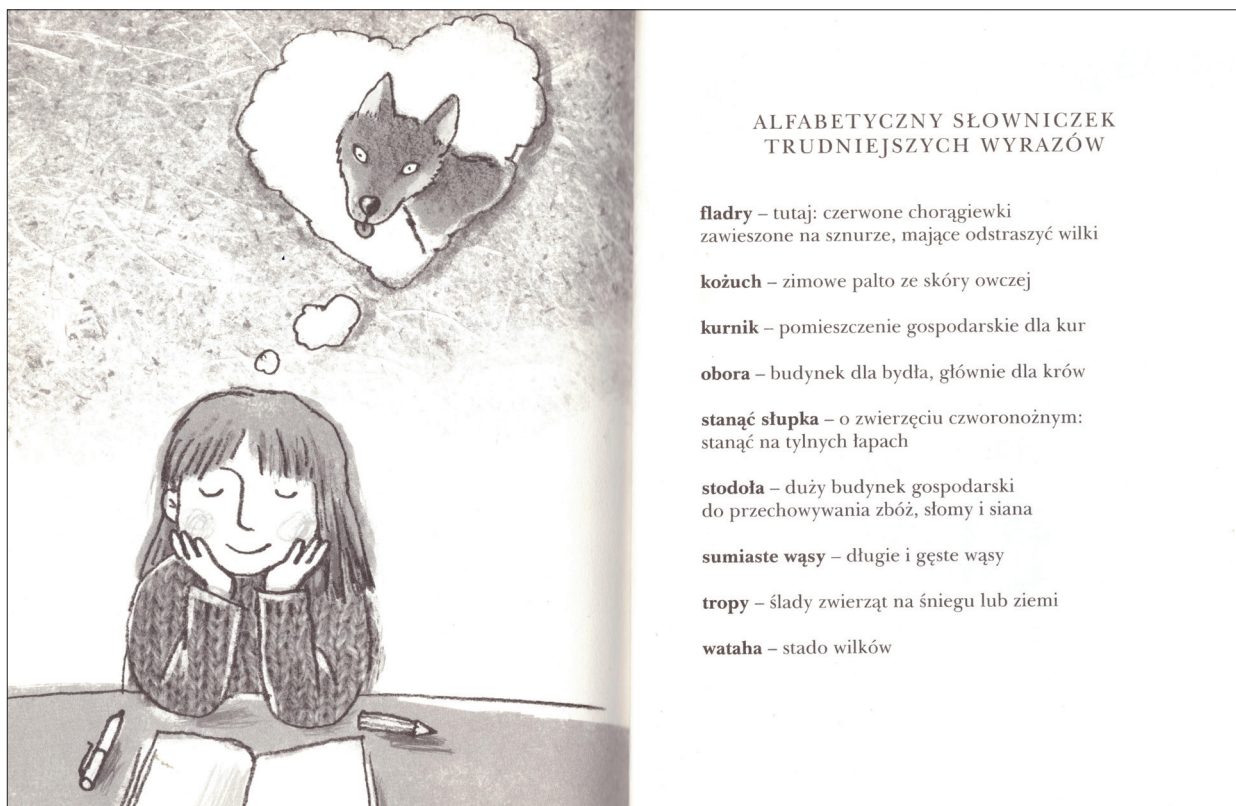 ALFABETYCZNY SŁOWNICZEK
TRUDNIEJSZYCH WYRAZÓW
fladry – tutaj: czerwone chorągiewki
zawieszone na sznurze, mające odstraszyć wilki
kożuch – zimowe palto ze skóry owczej
kurnik – pomieszczenie gospodarskie dla kur
obora – budynek dla bydła, głównie dla krów
stanąć słupka – o zwierzęciu czworonożnym:
stanąć na tylnych łapach
stodoła – duży budynek gospodarski
do przechowywania zbóż, słomy i siana
sumiaste wąsy – długie i gęste wąsy
tropy – ślady zwierząt na śniegu lub ziemi
wataha – stado wilków